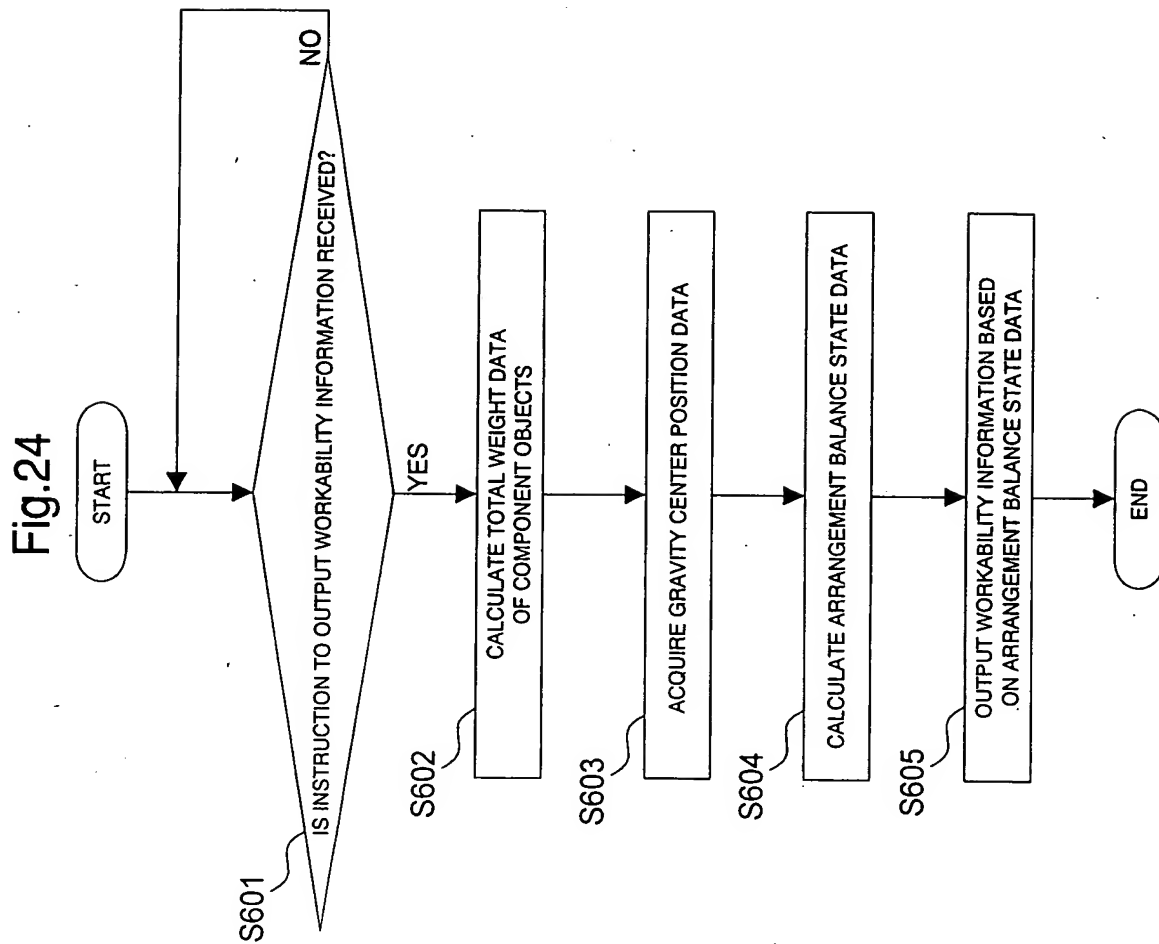 Fig.24
START
S601
IS INSTRUCTION TO OUTPUT WORKABILITY INFORMATION RECEIVED?
NO
YES
S602
CALCULATE TOTAL WEIGHT DATA
OF COMPONENT OBJECTS
S603
ACQUIRE GRAVITY CENTER POSITION DATA
S604
CALCULATE ARRANGEMENT BALANCE STATE DATA
S605
OUTPUT WORKABILITY INFORMATION BASED
ON ARRANGEMENT BALANCE STATE DATA
END